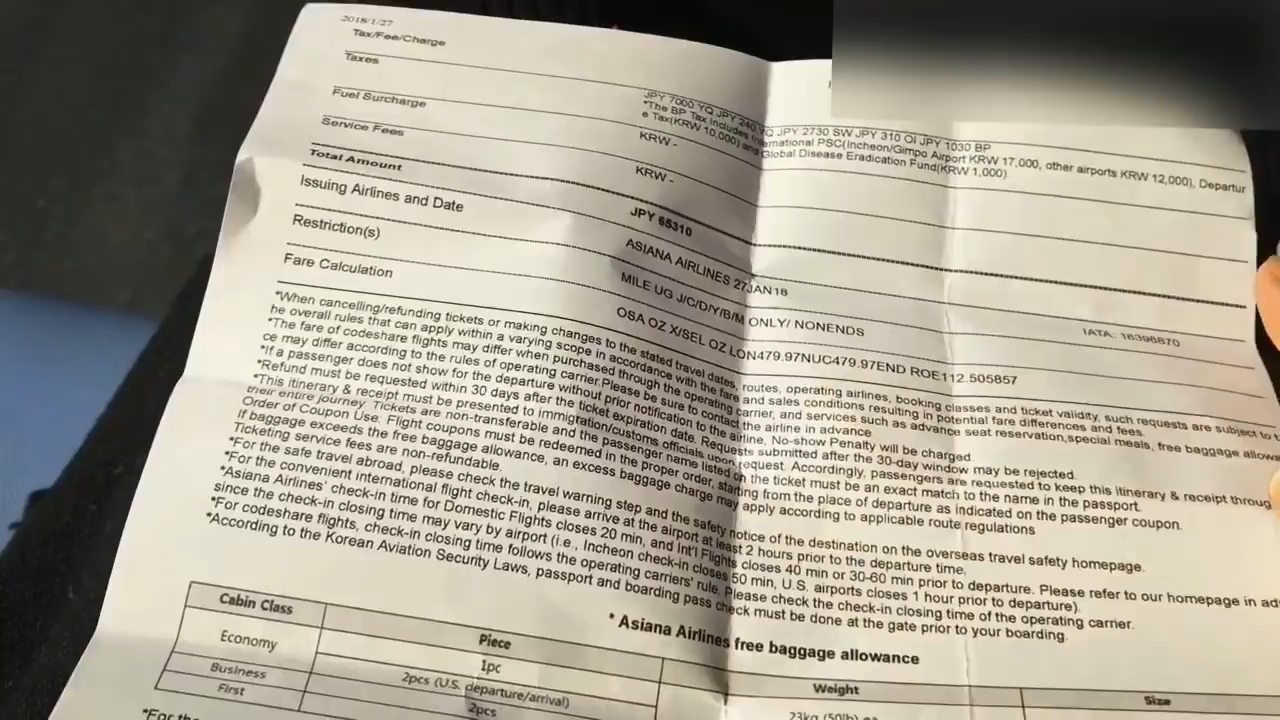 2018/1/27
Tax/Fee/Charge
Taxes
JPY 7000 YQ JPY 240 YQ JPY 2730 SW JPY 310 OI JPY 1030 BP
*The BP Tax includes International PSC(Incheon/Gimpo Airport KRW 17,000, other airports KRW 12,000), Departur
e Tax(KRW 10,000) and Global Disease Eradication Fund(KRW 1,000)
Fuel Surcharge KRW -
Service Fees KRW -
Total Amount JPY 65310
Issuing Airlines and Date ASIANA AIRLINES 27JAN18 IATA: 16396870
Restriction(s) MILE UG J/C/D/Y/B/M ONLY/ NONENDS
Fare Calculation OSA OZ X/SEL OZ LON479.97NUC479.97END ROE112.505857
*When cancelling/refunding tickets or making changes to the stated travel dates, routes, operating airlines, booking classes and ticket validity, such requests are subject to
he overall rules that can apply within a varying scope in accordance with the fare and sales conditions resulting in potential fare differences and fees.
*The fare of codeshare flights may differ when purchased through the operating carrier, and services such as advance seat reservation,special meals, free baggage allowa
ce may differ according to the rules of operating carrier.Please be sure to contact the airline in advance
*If a passenger does not show for the departure without prior notification to the airline, No-show Penalty will be charged.
*Refund must be requested within 30 days after the ticket expiration date. Requests submitted after the 30-day window may be rejected.
*This itinerary & receipt must be presented to immigration/customs officials upon request. Accordingly, passengers are requested to keep this itinerary & receipt throug
their entire journey. Tickets are non-transferable and the passenger name listed on the ticket must be an exact match to the name in the passport.
Order of Coupon Use. Flight coupons must be redeemed in the proper order, starting from the place of departure as indicated on the passenger coupon.
If baggage exceeds the free baggage allowance, an excess baggage charge may apply according to applicable route regulations
Ticketing service fees are non-refundable.
*For the safe travel abroad, please check the travel warning step and the safety notice of the destination on the overseas travel safety homepage.
*For the convenient international flight check-in, please arrive at the airport at least 2 hours prior to the departure time.
*Asiana Airlines' check-in time for Domestic Flights closes 20 min, and Int'l Flights closes 40 min or 30-60 min prior to departure. Please refer to our homepage in ad
since the check-in closing time may vary by airport (i.e., Incheon check-in closes 50 min, U.S. airports closes 1 hour prior to departure).
*For codeshare flights, check-in closing time follows the operating carriers' rule. Please check the check-in closing time of the operating carrier.
*According to the Korean Aviation Security Laws, passport and boarding pass check must be done at the gate prior to your boarding.
* Asiana Airlines free baggage allowance
Cabin Class Piece Weight Size
Economy 1pc 23kg (50lb)
2pcs (U.S. departure/arrival)
Business 2pcs
First
*For the